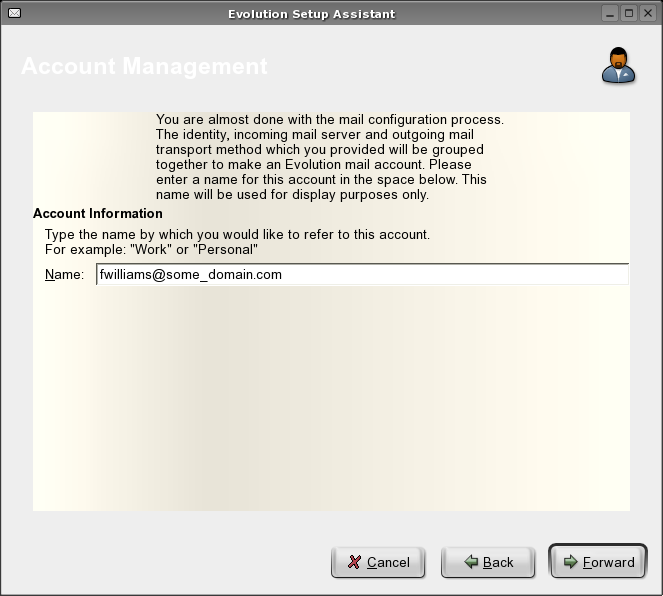 Evolution Setup Assistant
Account Management
You are almost done with the mail configuration process.
The identity, incoming mail server and outgoing mail
transport method which you provided will be grouped
together to make an Evolution mail account. Please
enter a name for this account in the space below. This
name will be used for display purposes only.
Account Information
Type the name by which you would like to refer to this account.
For example: "Work" or "Personal"
Name: fwilliams@some_domain.com
Cancel Back Forward